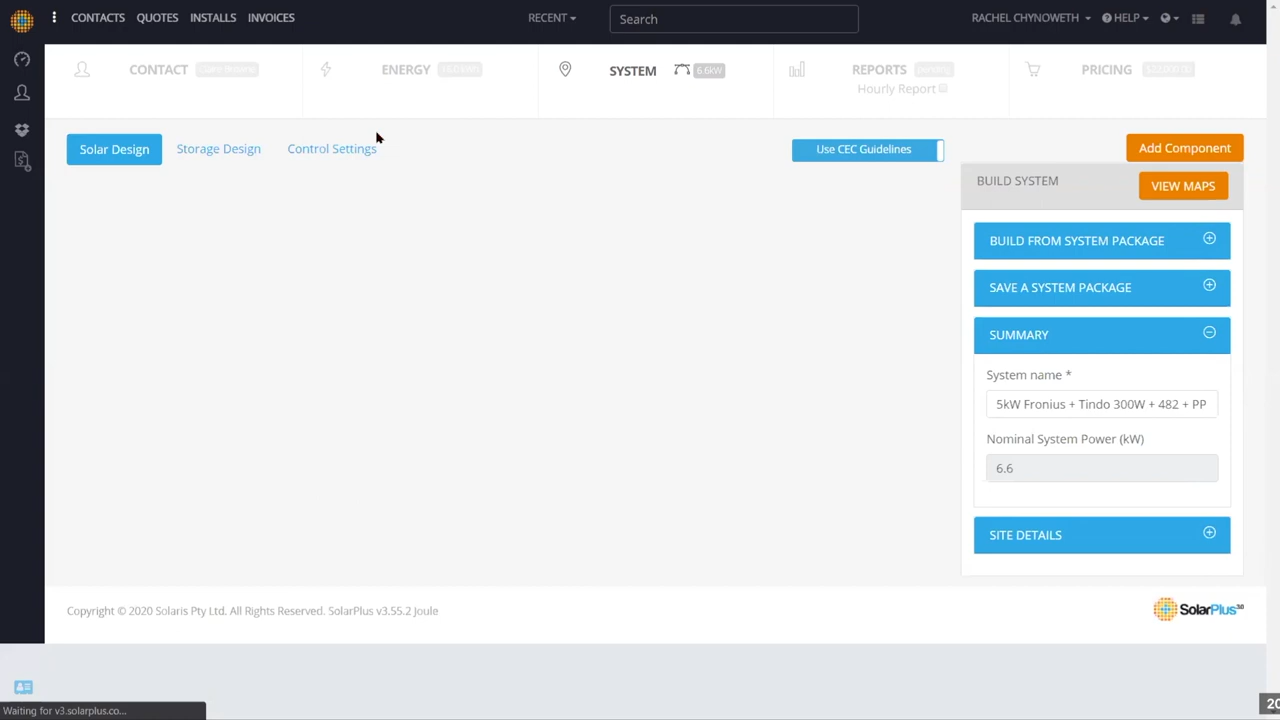 CONTACTS QUOTES INSTALLS INVOICES RECENT Search RACHEL CHYNOWETH HELP
CONTACT ENERGY SYSTEM 6.6kW REPORTS pending PRICING
Hourly Report
Solar Design Storage Design Control Settings Use CEC Guidelines Add Component
BUILD SYSTEM VIEW MAPS
BUILD FROM SYSTEM PACKAGE
SAVE A SYSTEM PACKAGE
SUMMARY
System name *
5kW Fronius + Tindo 300W + 482 + PP
Nominal System Power (kW)
6.6
SITE DETAILS
Copyright © 2020 Solaris Pty Ltd. All Rights Reserved. SolarPlus v3.55.2 Joule SolarPlus 3.0
Waiting for v3.solarplus.co...
20